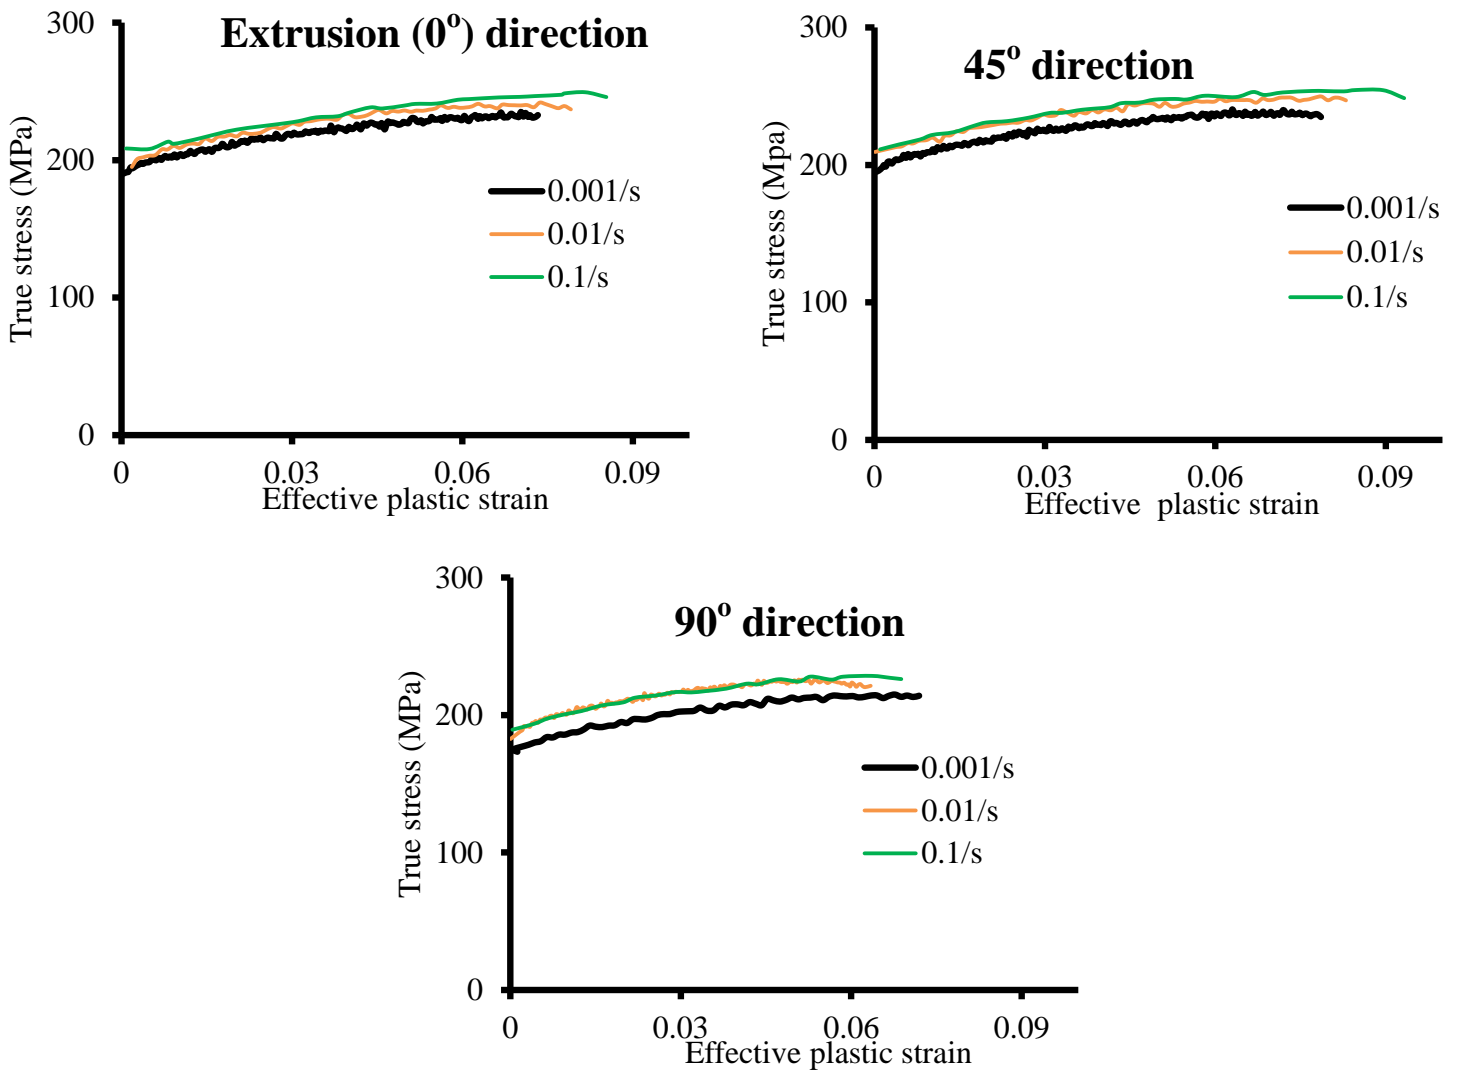 Extrusion (0°) direction
300
200
100
0
True stress (MPa)
0.001/s
0.01/s
0.1/s
0 0.03 0.06 0.09
Effective plastic strain
45° direction
300
200
100
0
True stress (Mpa)
0.001/s
0.01/s
0.1/s
0 0.03 0.06 0.09
Effective plastic strain
90° direction
300
200
100
0
True stress (MPa)
0.001/s
0.01/s
0.1/s
0 0.03 0.06 0.09
Effective plastic strain